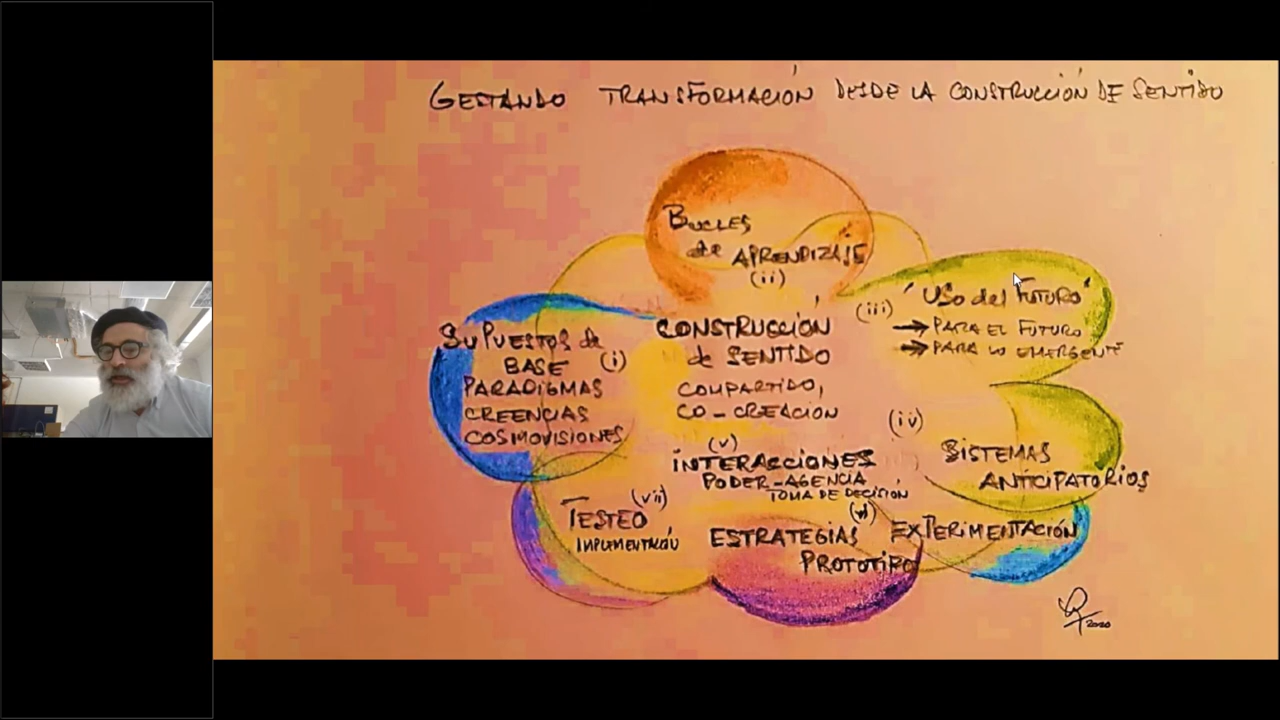 GESTANDO TRANSFORMACIÓN DESDE LA CONSTRUCCIÓN DE SENTIDO
BUCLES
de APRENDIZAJE
(ii)
(iii) "USO del FUTURO"
→ PARA EL FUTURO
→ PARA LO EMERGENTE
SUPUESTOS de
BASE (i)
PARADIGMAS
CREENCIAS
COSMOVISIONES
CONSTRUCCIÓN
de SENTIDO
COMPARTIDO,
CO-CREACION
(iv)
SISTEMAS
ANTICIPATORIOS
(v)
INTERACCIONES
PODER-AGENCIA
TOMA DE DECISIÓN
(vii)
TESTEO
IMPLEMENTACIÓN
(vi)
ESTRATEGIAS
PROTOTIPO
EXPERIMENTACIÓN
2020